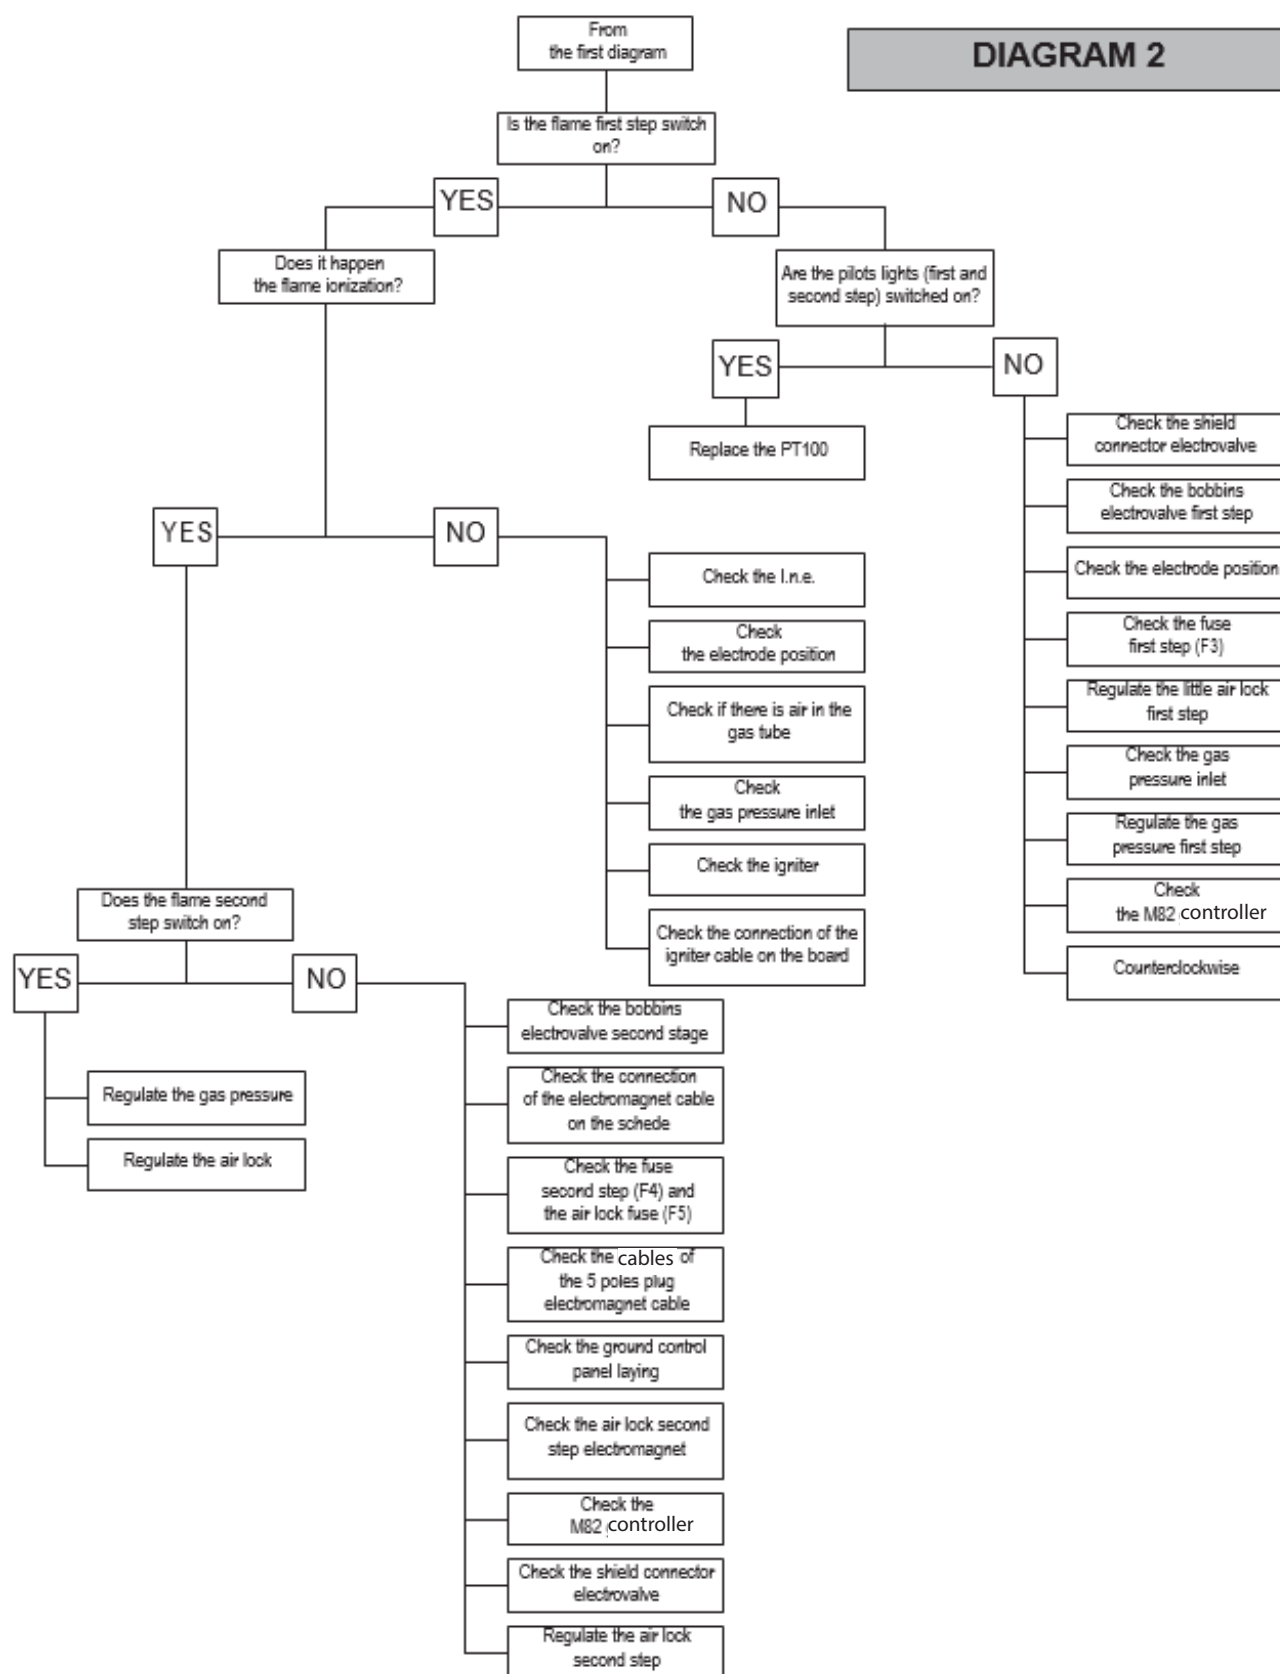 From
the first diagram
DIAGRAM 2
Is the flame first step switch
on?
YES
NO
Does it happen
the flame ionization?
Are the pilots lights (first and
second step) switched on?
YES
NO
Replace the PT100
Check the shield
connector electrovalve
Check the bobbins
electrovalve first step
Check the electrode position
Check the fuse
first step (F3)
Regulate the little air lock
first step
Check the gas
pressure inlet
Regulate the gas
pressure first step
Check
the M82 controller
Counterclockwise
YES
NO
Check the I.n.e.
Check
the electrode position
Check if there is air in the
gas tube
Check
the gas pressure inlet
Check the igniter
Check the connection of the
igniter cable on the board
Does the flame second
step switch on?
YES
NO
Regulate the gas pressure
Regulate the air lock
Check the bobbins
electrovalve second stage
Check the connection
of the electromagnet cable
on the schede
Check the fuse
second step (F4) and
the air lock fuse (F5)
Check the cables of
the 5 poles plug
electromagnet cable
Check the ground control
panel laying
Check the air lock second
step electromagnet
Check the
M82 controller
Check the shield connector
electrovalve
Regulate the air lock
second step